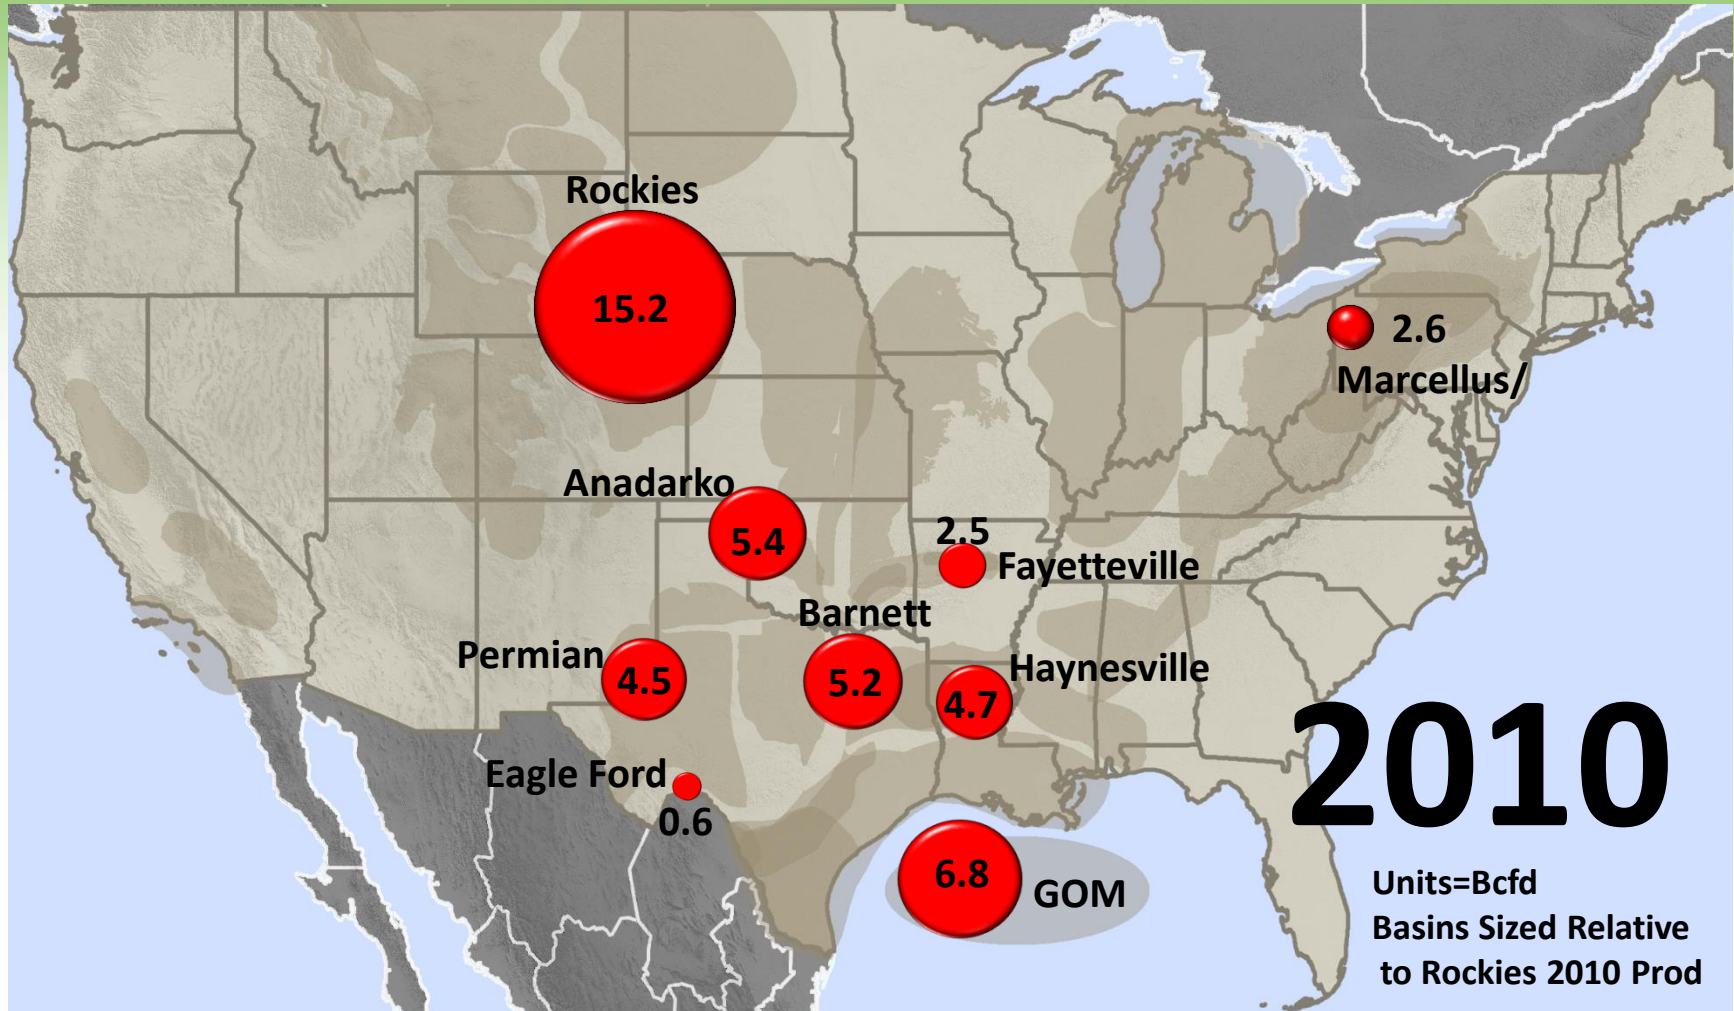 Rockies
15.2
2.6
Marcellus/
Anadarko
5.4
2.5
Fayetteville
Barnett
5.2
Permian
4.5
Haynesville
4.7
Eagle Ford
0.6
6.8
GOM
2010
Units=Bcfd
Basins Sized Relative
to Rockies 2010 Prod